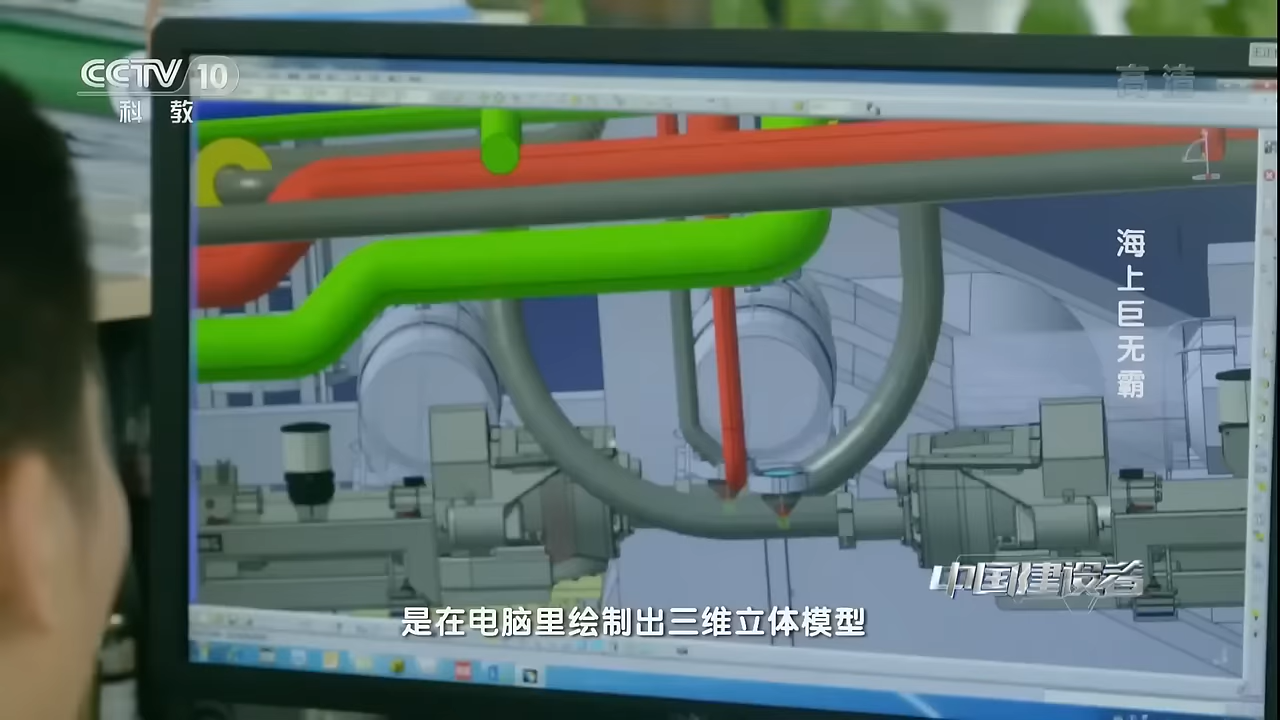 CCTV 10
科教
高清
海上巨无霸
中国建设者
是在电脑里绘制出三维立体模型